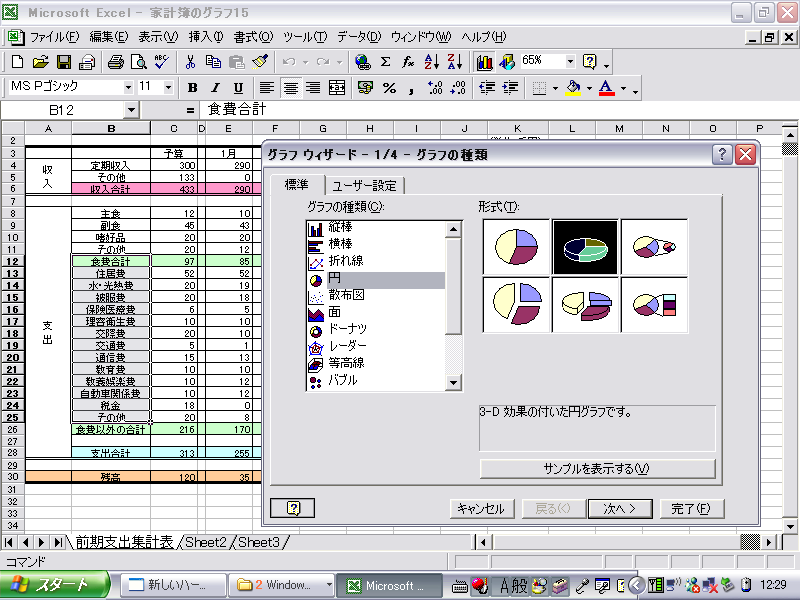 Microsoft Excel - 家計簿のグラフ15
ファイル(F) 編集(E) 表示(V) 挿入(I) 書式(O) ツール(T) データ(D) ウィンドウ(W) ヘルプ(H)
65%
MS Pゴシック 11 B I U
B12 = 食費合計
A B C D E F G H I J K L M N O P
2
3 予算 1月
4 定期収入 300 290
5 その他 133 0
収入
6 収入合計 433 290
7
8 主食 12 10
9 副食 45 43
10 嗜好品 20 20
11 その他 20 12
12 食費合計 97 85
13 住居費 52 52
14 水・光熱費 20 19
15 被服費 20 18
16 保険医療費 6 5
17 理容衛生費 10 10
支出
18 交際費 20 10
19 交通費 5 1
20 通信費 15 13
21 教育費 10 10
22 教養娯楽費 10 12
23 自動車関係費 10 12
24 税金 18 0
25 その他 20 8
26 食費以外の合計 216 170
27
28 支出合計 313 255
29
30 残高 120 35
31
32
33
34
グラフ ウィザード - 1/4 - グラフの種類
標準 ユーザー設定
グラフの種類(C): 形式(T):
縦棒
横棒
折れ線
円
散布図
面
ドーナツ
レーダー
等高線
バブル
3-D 効果の付いた円グラフです。
サンプルを表示する(V)
キャンセル 戻る(<) 次へ > 完了(F)
前期支出集計表 Sheet2 Sheet3
コマンド
スタート 新しいハー... 2 Window... Microsoft ... A 般 12:29